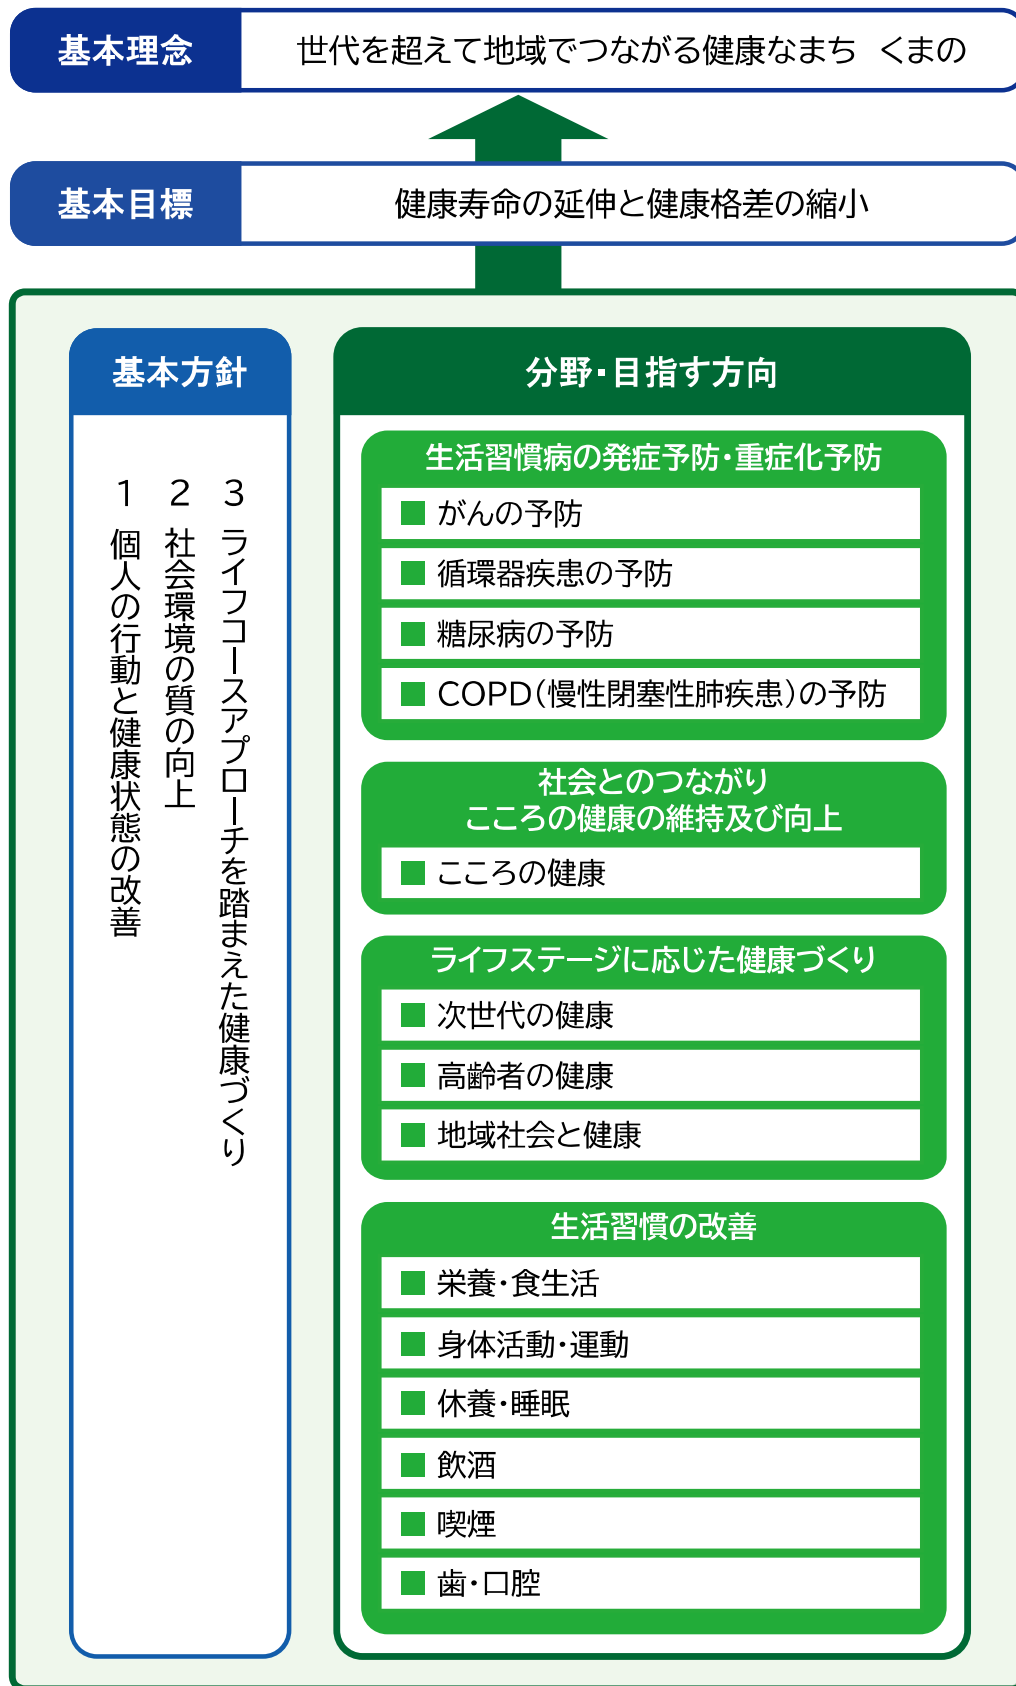 基本理念
世代を超えて地域でつながる健康なまち　くまの
基本目標
健康寿命の延伸と健康格差の縮小
基本方針
1 個人の行動と健康状態の改善
2 社会環境の質の向上
3 ライフコースアプローチを踏まえた健康づくり
分野・目指す方向
生活習慣病の発症予防・重症化予防
■ がんの予防
■ 循環器疾患の予防
■ 糖尿病の予防
■ COPD（慢性閉塞性肺疾患）の予防
社会とのつながり
こころの健康の維持及び向上
■ こころの健康
ライフステージに応じた健康づくり
■ 次世代の健康
■ 高齢者の健康
■ 地域社会と健康
生活習慣の改善
■ 栄養・食生活
■ 身体活動・運動
■ 休養・睡眠
■ 飲酒
■ 喫煙
■ 歯・口腔